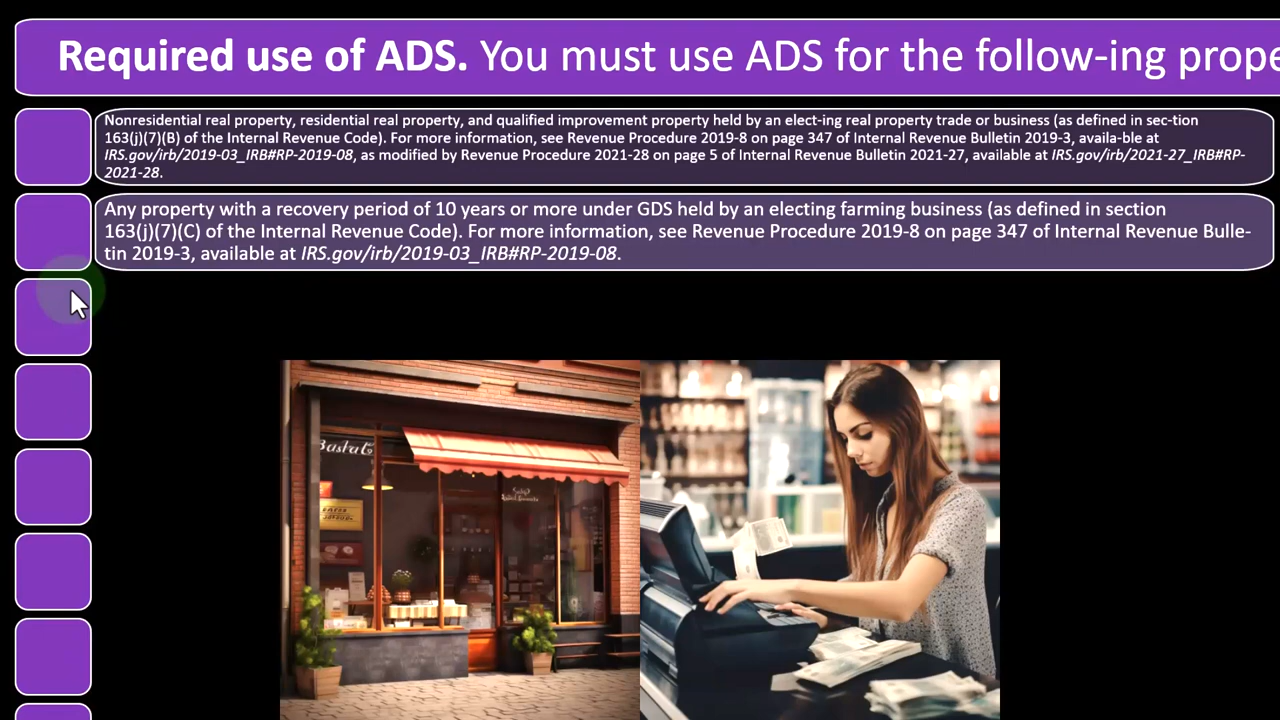 Required use of ADS. You must use ADS for the follow-ing prope
Nonresidential real property, residential real property, and qualified improvement property held by an elect-ing real property trade or business (as defined in sec-tion
163(j)(7)(B) of the Internal Revenue Code). For more information, see Revenue Procedure 2019-8 on page 347 of Internal Revenue Bulletin 2019-3, availa-ble at
IRS.gov/irb/2019-03_IRB#RP-2019-08, as modified by Revenue Procedure 2021-28 on page 5 of Internal Revenue Bulletin 2021-27, available at IRS.gov/irb/2021-27_IRB#RP-
2021-28.
Any property with a recovery period of 10 years or more under GDS held by an electing farming business (as defined in section
163(j)(7)(C) of the Internal Revenue Code). For more information, see Revenue Procedure 2019-8 on page 347 of Internal Revenue Bulle-
tin 2019-3, available at IRS.gov/irb/2019-03_IRB#RP-2019-08.